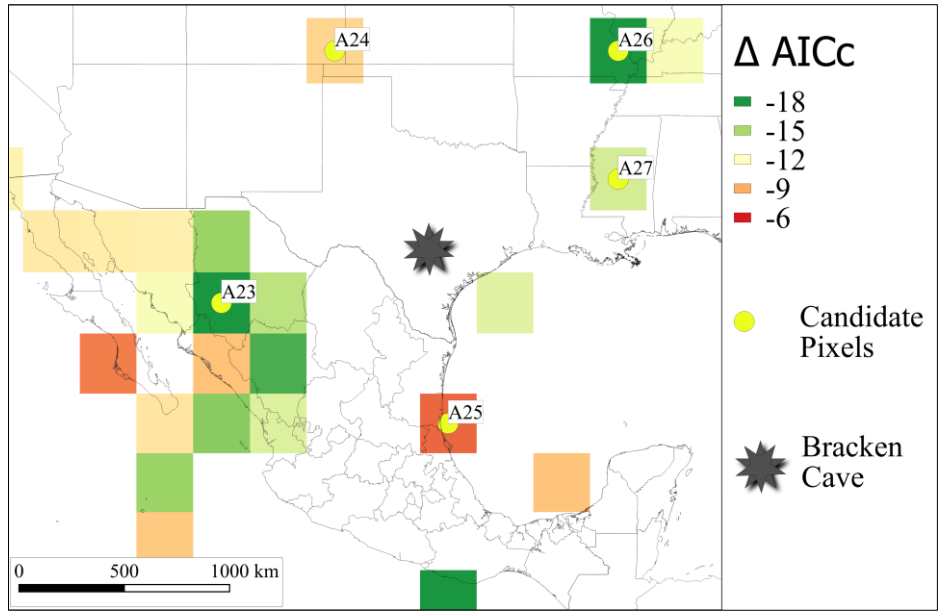 A24
A26
A27
A23
A25
0 500 1000 km
Δ AICc
-18
-15
-12
-9
-6
Candidate
Pixels
Bracken
Cave